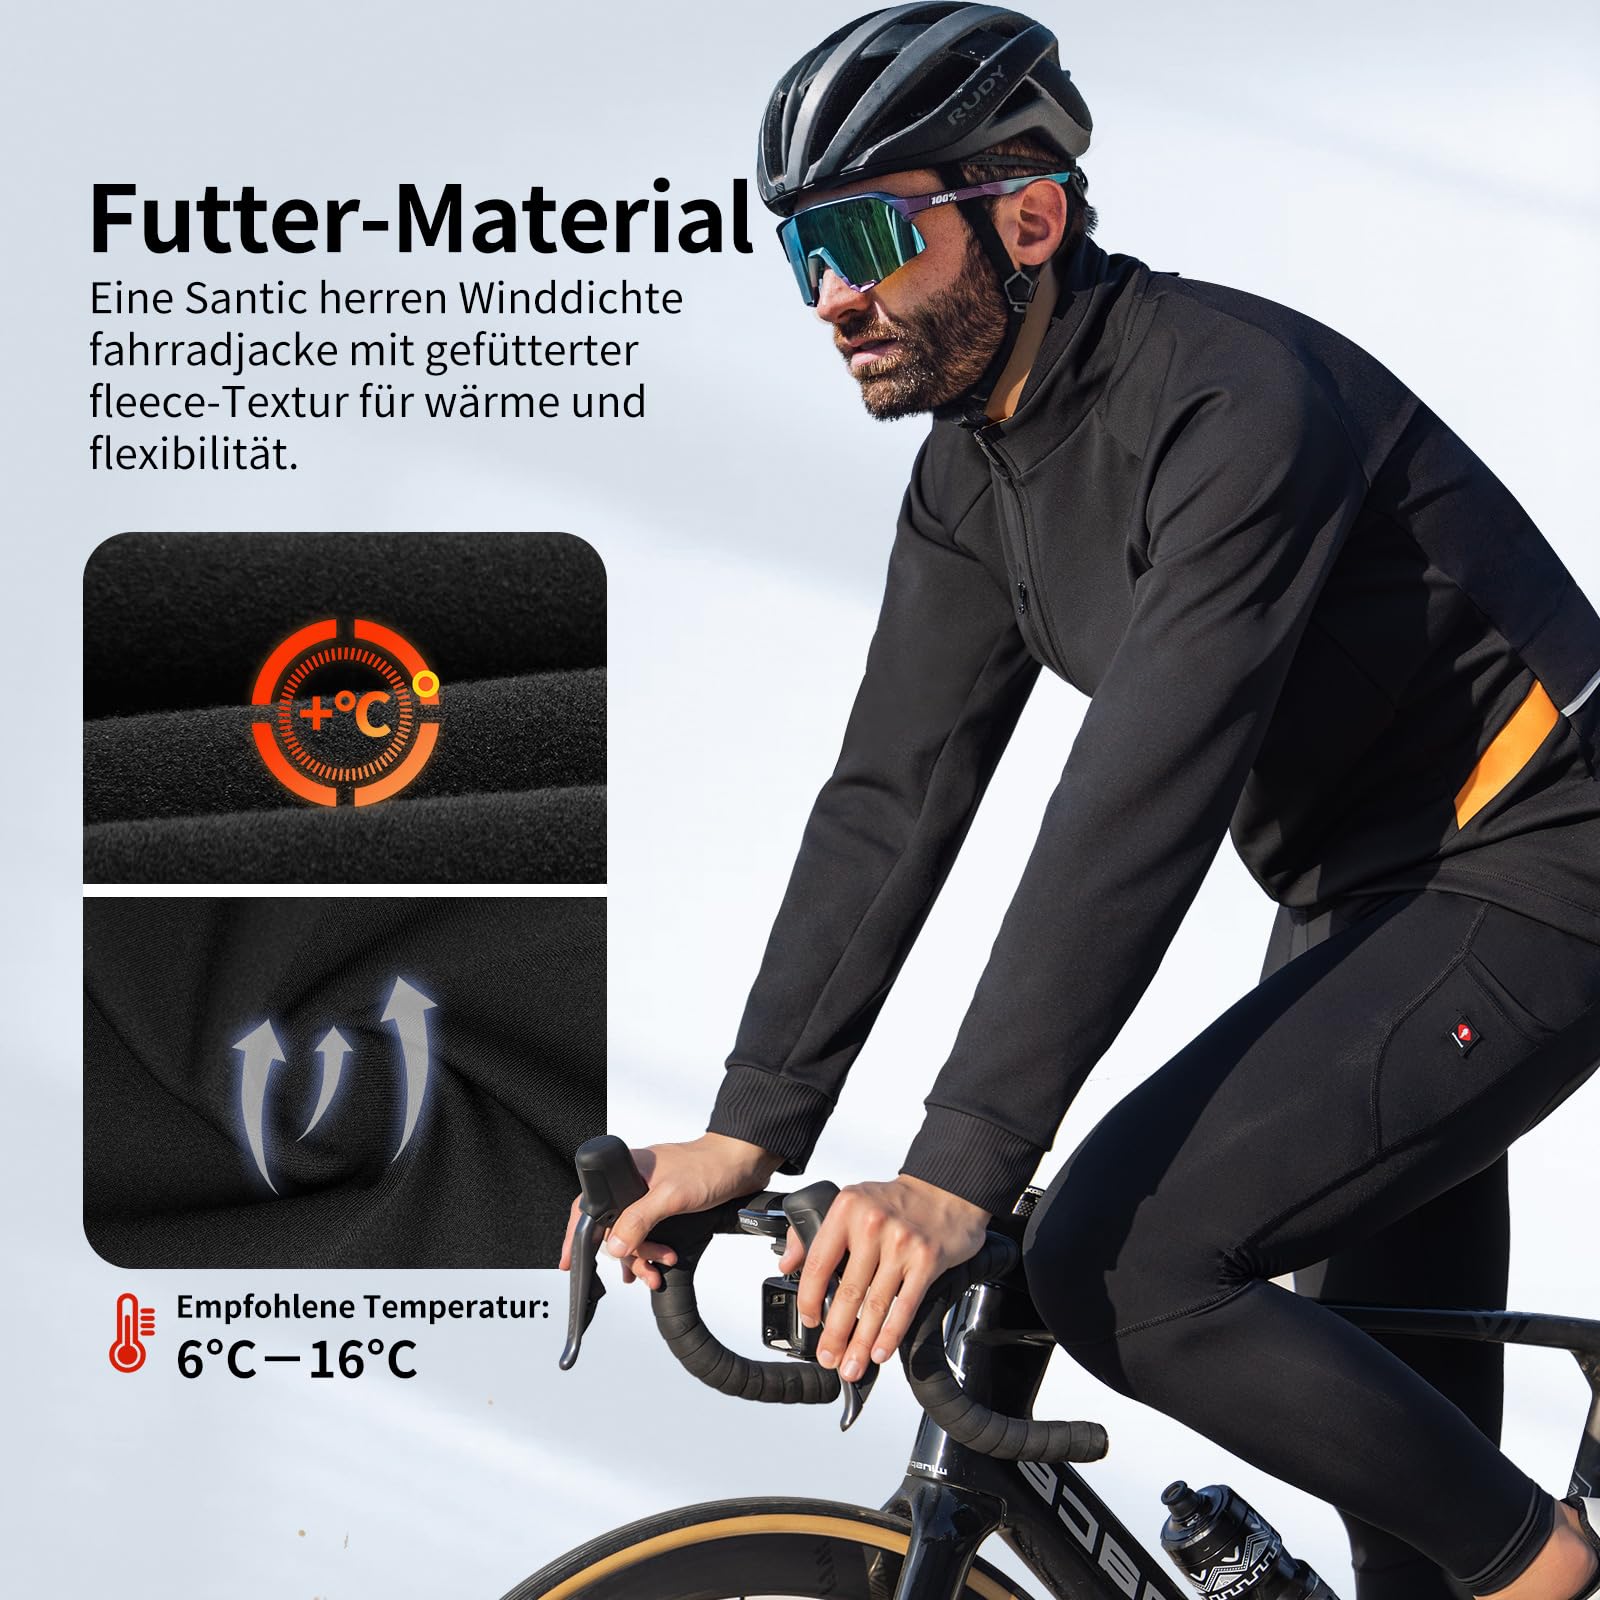 Futter-Material
Eine Santic herren Winddichte
fahrradjacke mit gefütterter
fleece-Textur für wärme und
flexibilität.
+°C
Empfohlene Temperatur:
6°C—16°C
RUDY
100%
GARMIN